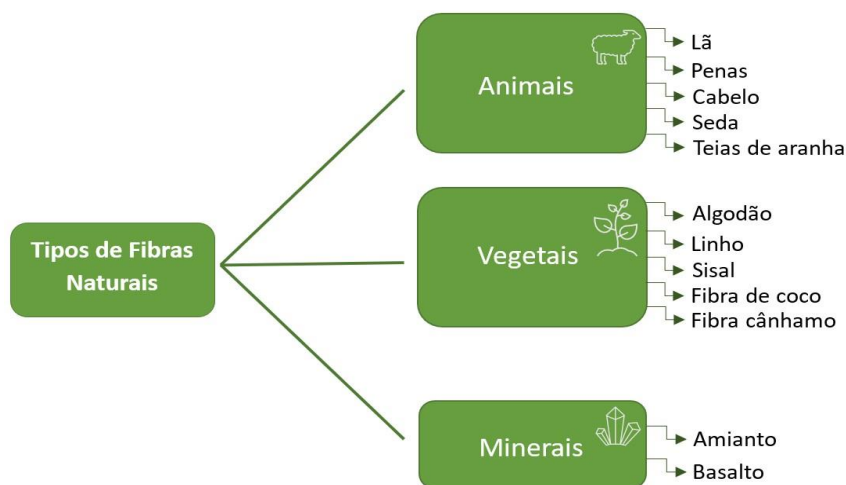 Tipos de Fibras
Naturais
Animais
Lã
Penas
Cabelo
Seda
Teias de aranha
Vegetais
Algodão
Linho
Sisal
Fibra de coco
Fibra cânhamo
Minerais
Amianto
Basalto